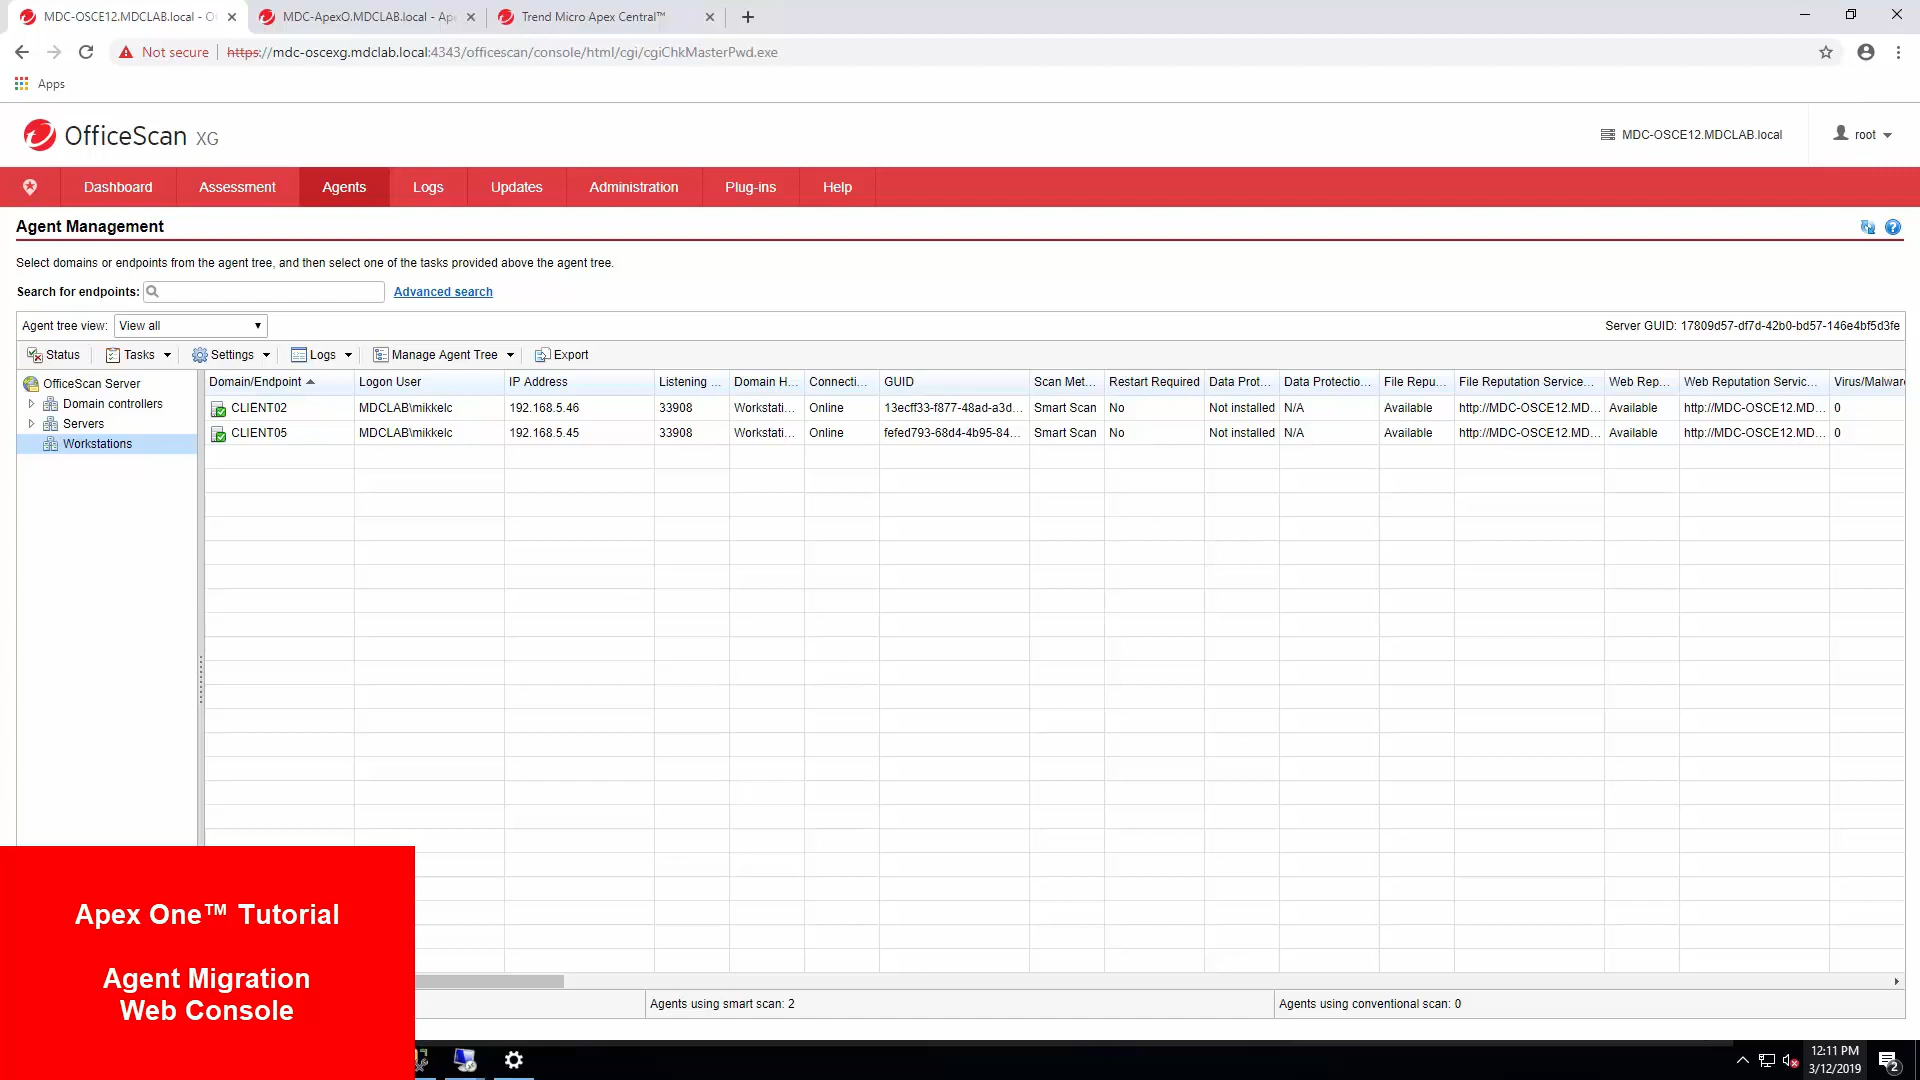 MDC-OSCE12.MDCLAB.local - O
MDC-ApexO.MDCLAB.local - Ape
Trend Micro Apex Central™
Not secure
https://mdc-oscexg.mdclab.local:4343/officescan/console/html/cgi/cgiChkMasterPwd.exe
Apps
OfficeScan XG
MDC-OSCE12.MDCLAB.local
root
Dashboard
Assessment
Agents
Logs
Updates
Administration
Plug-ins
Help
Agent Management
Select domains or endpoints from the agent tree, and then select one of the tasks provided above the agent tree.
Search for endpoints:
Advanced search
Agent tree view: View all
Server GUID: 17809d57-df7d-42b0-bd57-146e4bf5d3fe
Status Tasks Settings Logs Manage Agent Tree Export
OfficeScan Server
Domain controllers
Servers
Workstations
Domain/Endpoint Logon User IP Address Listening ... Domain H... Connecti... GUID Scan Met... Restart Required Data Prot... Data Protectio... File Repu... File Reputation Service... Web Rep... Web Reputation Servic... Virus/Malware
CLIENT02 MDCLAB\mikkelc 192.168.5.46 33908 Workstati... Online 13ecff33-f877-48ad-a3d... Smart Scan No Not installed N/A Available http://MDC-OSCE12.MD... Available http://MDC-OSCE12.MD... 0
CLIENT05 MDCLAB\mikkelc 192.168.5.45 33908 Workstati... Online fefed793-68d4-4b95-84... Smart Scan No Not installed N/A Available http://MDC-OSCE12.MD... Available http://MDC-OSCE12.MD... 0
Agents using smart scan: 2
Agents using conventional scan: 0
Apex One™ Tutorial
Agent Migration
Web Console
12:11 PM
3/12/2019
2